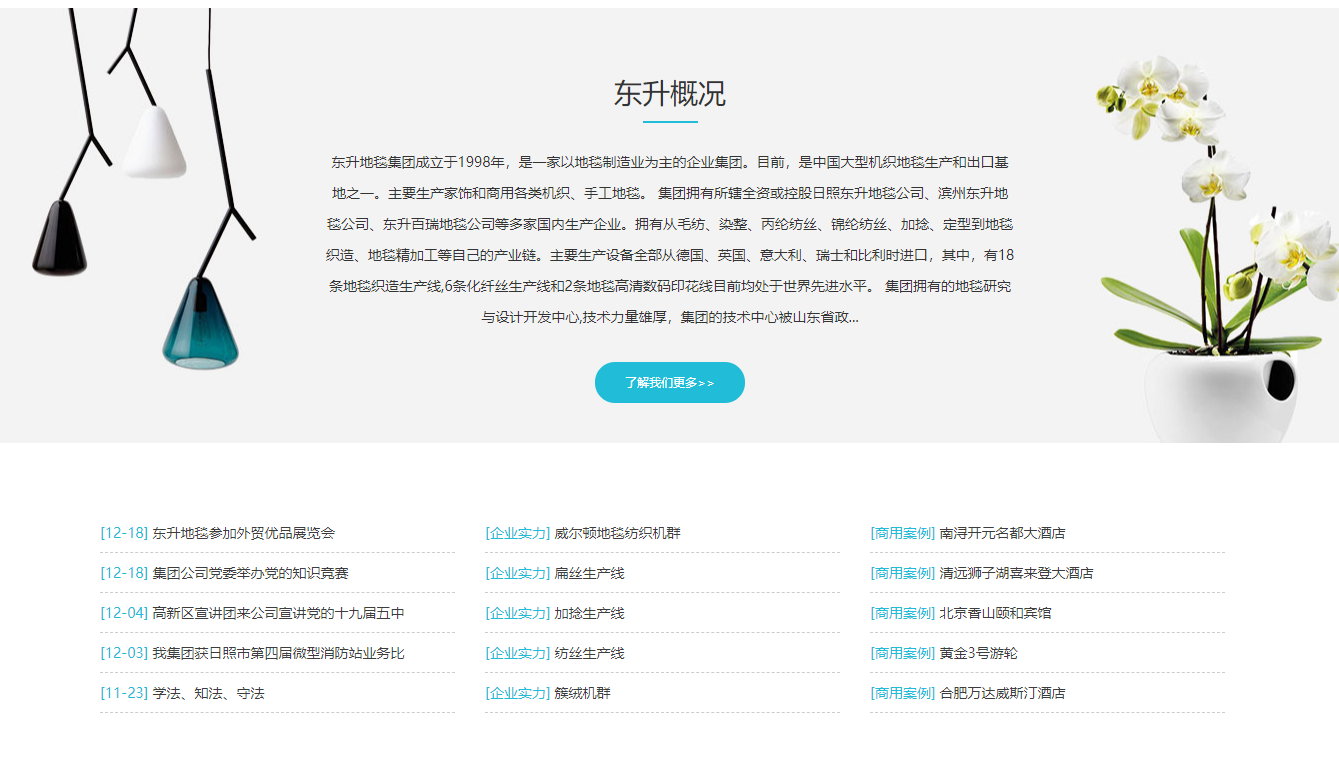 东升概况
东升地毯集团成立于1998年，是一家以地毯制造业为主的企业集团。目前，是中国大型机织地毯生产和出口基
地之一。主要生产家饰和商用各类机织、手工地毯。 集团拥有所辖全资或控股日照东升地毯公司、滨州东升地
毯公司、东升百瑞地毯公司等多家国内生产企业。拥有从毛纺、染整、丙纶纺丝、锦纶纺丝、加捻、定型到地毯
织造、地毯精加工等自己的产业链。主要生产设备全部从德国、英国、意大利、瑞士和比利时进口，其中，有18
条地毯织造生产线,6条化纤丝生产线和2条地毯高清数码印花线目前均处于世界先进水平。 集团拥有的地毯研究
与设计开发中心,技术力量雄厚，集团的技术中心被山东省政...
了解我们更多>>
[12-18] 东升地毯参加外贸优品展览会
[12-18] 集团公司党委举办党的知识竞赛
[12-04] 高新区宣讲团来公司宣讲党的十九届五中
[12-03] 我集团获日照市第四届微型消防站业务比
[11-23] 学法、知法、守法
[企业实力] 威尔顿地毯纺织机群
[企业实力] 扁丝生产线
[企业实力] 加捻生产线
[企业实力] 纺丝生产线
[企业实力] 簇绒机群
[商用案例] 南浔开元名都大酒店
[商用案例] 清远狮子湖喜来登大酒店
[商用案例] 北京香山颐和宾馆
[商用案例] 黄金3号游轮
[商用案例] 合肥万达威斯汀酒店